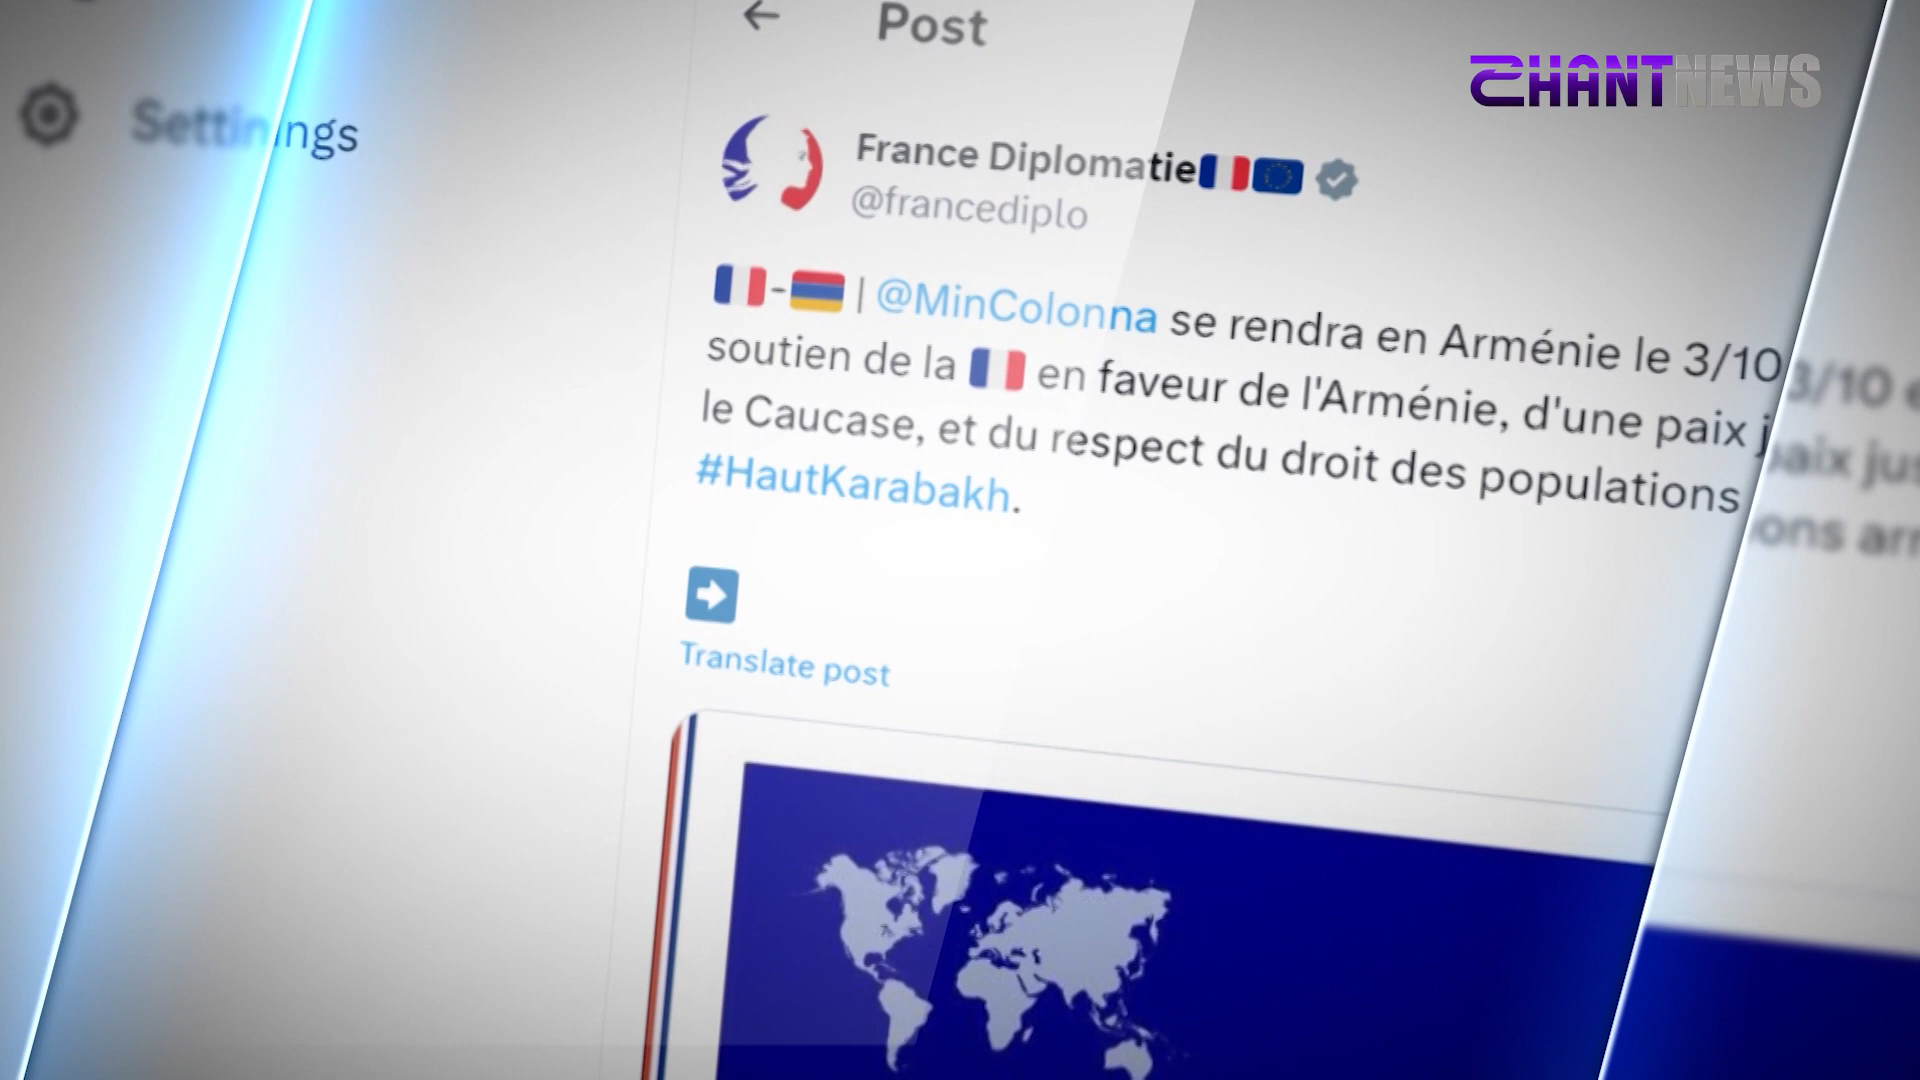 Post
SHANTNEWS
Settings
France Diplomatie🇫🇷🇪🇺
@francediplo
🇫🇷-🇦🇲 | @MinColonna se rendra en Arménie le 3/10
soutien de la 🇫🇷 en faveur de l'Arménie, d'une paix
le Caucase, et du respect du droit des populations
#HautKarabakh.
➡
Translate post